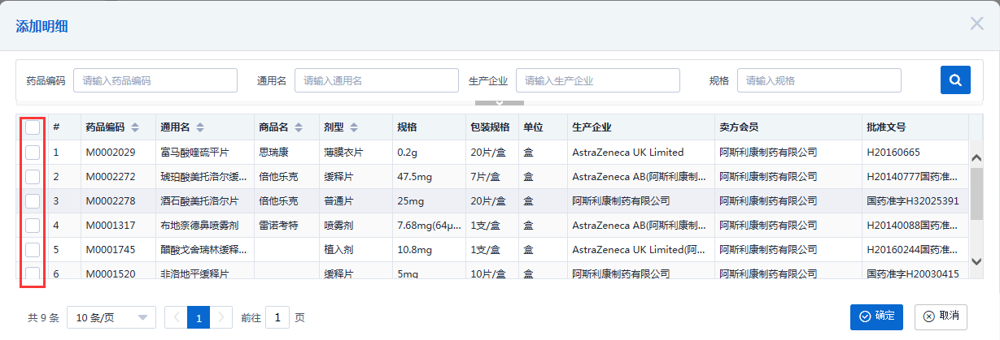 添加明细
药品编码 请输入药品编码 通用名 请输入通用名 生产企业 请输入生产企业 规格 请输入规格
# 药品编码 通用名 商品名 剂型 规格 包装规格 单位 生产企业 卖方会员 批准文号
1 M0002029 富马酸喹硫平片 思瑞康 薄膜衣片 0.2g 20片/盒 盒 AstraZeneca UK Limited 阿斯利康制药有限公司 H20160665
2 M0002272 琥珀酸美托洛尔缓... 倍他乐克 缓释片 47.5mg 7片/盒 盒 AstraZeneca AB(阿斯利康制... 阿斯利康制药有限公司 H20140777国药准...
3 M0002278 酒石酸美托洛尔片 倍他乐克 普通片 25mg 20片/盒 盒 阿斯利康制药有限公司 阿斯利康制药有限公司 国药准字H32025391
4 M0001317 布地奈德鼻喷雾剂 雷诺考特 喷雾剂 7.68mg(64μ... 1支/盒 盒 AstraZeneca AB(阿斯利康制... 阿斯利康制药有限公司 H20140088国药准...
5 M0001745 醋酸戈舍瑞林缓释... 植入剂 10.8mg 1支/盒 盒 AstraZeneca UK Limited(阿... 阿斯利康制药有限公司 H20160244国药准...
6 M0001520 非洛地平缓释片 缓释片 5mg 10片/盒 盒 阿斯利康制药有限公司 阿斯利康制药有限公司 国药准字H20030415
共 9 条 10 条/页 1 前往 1 页 确定 取消